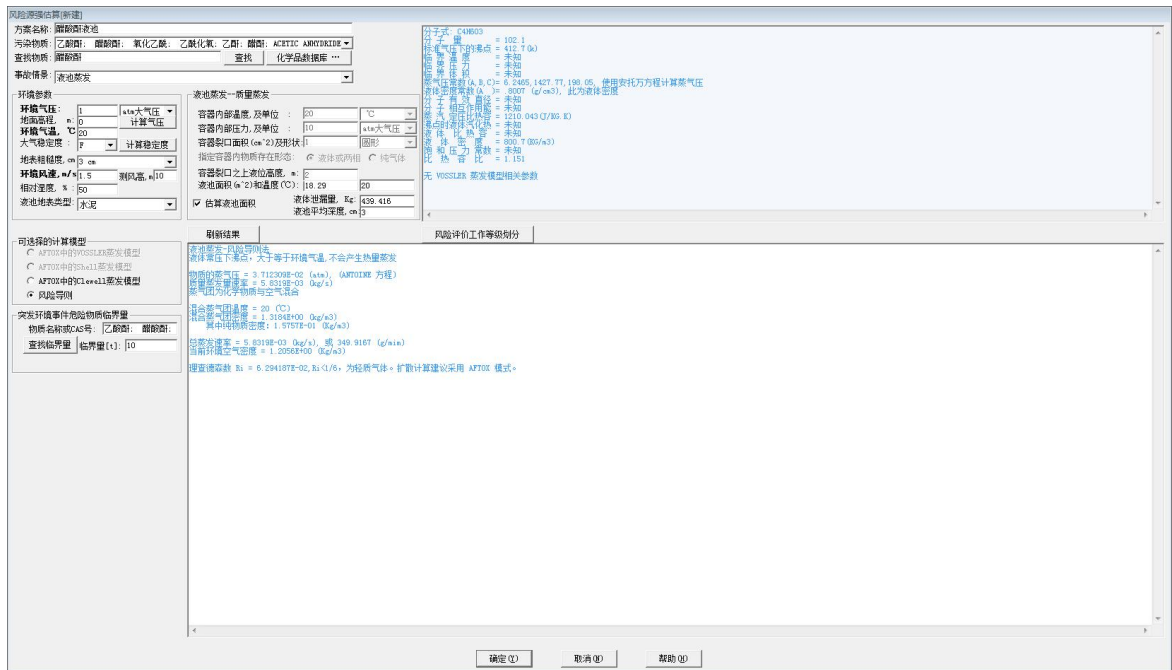 风险源强估算[新建]
方案名称: 醋酸酐液池
污染物质: 乙酸酐; 醋酸酐; 氧化乙酰; 乙酰化氧; 乙酐; 醋酐; ACETIC ANHYDRIDE
查找物质: 醋酸酐 查找 化学品数据库 …
事故情景: 液池蒸发
环境参数
环境气压: 1 atm大气压
地面高程, m: 0 计算气压
环境气温, ℃ 20
大气稳定度 : F 计算稳定度
地表粗糙度, cm 3 cm
环境风速, m/s 1.5 测风高, m 10
相对湿度, % : 50
液池地表类型: 水泥
液池蒸发--质量蒸发
容器内部温度, 及单位 : 20 ℃
容器内部压力, 及单位 : 10 atm大气压
容器裂口面积(cm^2)及形状: 1 圆形
指定容器内物质存在形态: 液体或两相 纯气体
容器裂口之上液位高度, m: 2
液池面积(m^2)和温度(℃): 18.29 20
估算液池面积 液体泄漏量, Kg: 439.416
液池平均深度, cm: 3
分子式: C4H6O3
分 子 量 = 102.1
标准气压下的沸点 = 412.7(k)
临 界 温 度 = 未知
临 界 压 力 = 未知
临 界 体 积 = 未知
蒸气压常数(A,B,C)= 6.2465,1427.77,198.05, 使用安托万方程计算蒸气压
液体密度常数(A )= .8007 (g/cm3), 此为液体密度
分 子 有 效 直径 = 未知
分 子 相互作用能 = 未知
蒸 汽 定压比热容 = 1210.043(J/KG.K)
沸点时液体汽化热 = 未知
液 体 比 热 容 = 未知
液 体 密 度 = 800.7(KG/m3)
饱 和 压 力 常数 = 未知
比 热 容 比 = 1.151
无 VOSSLER 蒸发模型相关参数
刷新结果 风险评价工作等级划分
可选择的计算模型
AFTOX中的VOSSLER蒸发模型
AFTOX中的Shell蒸发模型
AFTOX中的Clewell蒸发模型
风险导则
突发环境事件危险物质临界量
物质名称或CAS号: 乙酸酐; 醋酸酐;
查找临界量 临界量[t]: 10
液池蒸发-风险导则法
液体常压下沸点,大于等于环境气温,不会产生热量蒸发
物质的蒸气压 = 3.712309E-02 (atm), (ANTOINE 方程)
质量蒸发量速率 = 5.8319E-03 (kg/s)
蒸气团为化学物质与空气混合
混合蒸气团温度 = 20 (℃)
混合蒸气团密度 = 1.3184E+00 (Kg/m3)
其中纯物质密度: 1.5757E-01 (Kg/m3)
总蒸发速率 = 5.8319E-03 (kg/s), 或 349.9167 (g/min)
当前环境空气密度 = 1.2056E+00 (Kg/m3)
理查德森数 Ri = 6.294187E-02,Ri<1/6, 为轻质气体。扩散计算建议采用 AFTOX 模式。
确定(Y) 取消(N) 帮助(H)